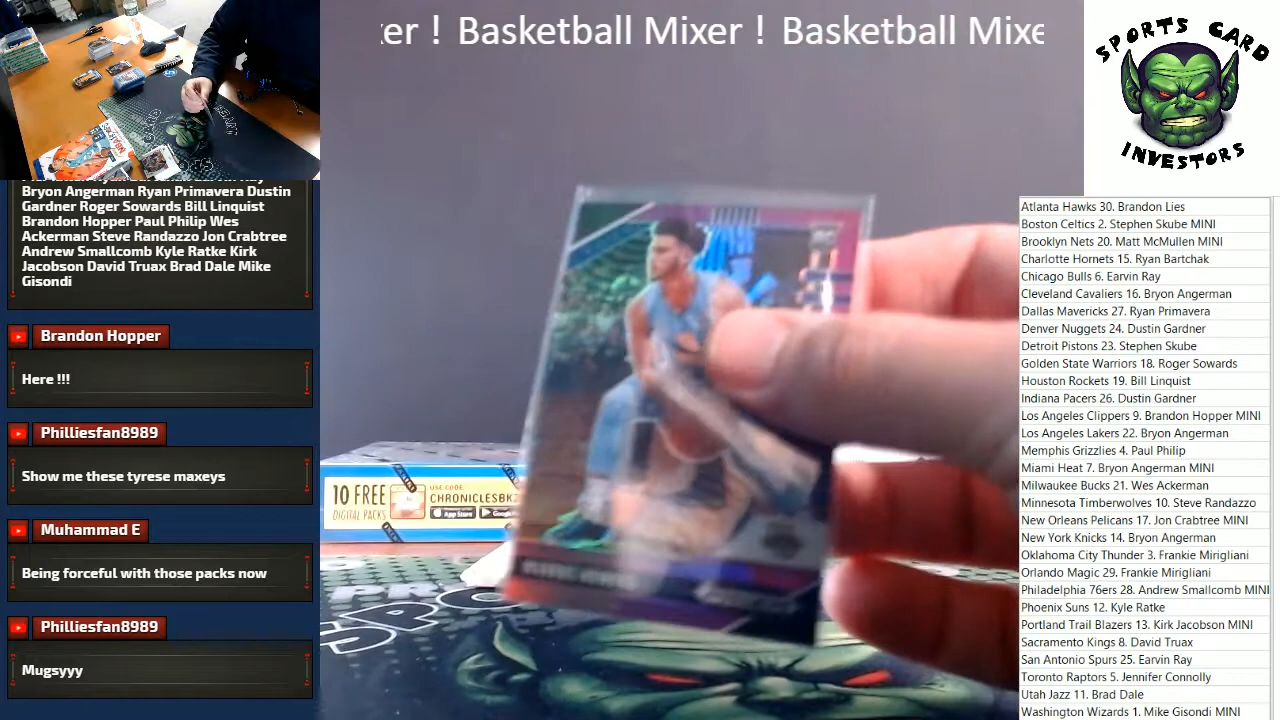 er ! Basketball Mixer ! Basketball Mixe
SPORTS CARD
INVESTORS
Bryon Angerman Ryan Primavera Dustin
Gardner Roger Sowards Bill Linquist
Brandon Hopper Paul Philip Wes
Ackerman Steve Randazzo Jon Crabtree
Andrew Smallcomb Kyle Ratke Kirk
Jacobson David Truax Brad Dale Mike
Gisondi
Brandon Hopper
Here !!!
Philliesfan8989
Show me these tyrese maxeys
Muhammad E
Being forceful with those packs now
Philliesfan8989
Mugsyyy
10 FREE
DIGITAL PACKS
USE CODE:
CHRONICLESBK
App Store
Atlanta Hawks 30. Brandon Lies
Boston Celtics 2. Stephen Skube MINI
Brooklyn Nets 20. Matt McMullen MINI
Charlotte Hornets 15. Ryan Bartchak
Chicago Bulls 6. Earvin Ray
Cleveland Cavaliers 16. Bryon Angerman
Dallas Mavericks 27. Ryan Primavera
Denver Nuggets 24. Dustin Gardner
Detroit Pistons 23. Stephen Skube
Golden State Warriors 18. Roger Sowards
Houston Rockets 19. Bill Linquist
Indiana Pacers 26. Dustin Gardner
Los Angeles Clippers 9. Brandon Hopper MINI
Los Angeles Lakers 22. Bryon Angerman
Memphis Grizzlies 4. Paul Philip
Miami Heat 7. Bryon Angerman MINI
Milwaukee Bucks 21. Wes Ackerman
Minnesota Timberwolves 10. Steve Randazzo
New Orleans Pelicans 17. Jon Crabtree MINI
New York Knicks 14. Bryon Angerman
Oklahoma City Thunder 3. Frankie Mirigliani
Orlando Magic 29. Frankie Mirigliani
Philadelphia 76ers 28. Andrew Smallcomb MINI
Phoenix Suns 12. Kyle Ratke
Portland Trail Blazers 13. Kirk Jacobson MINI
Sacramento Kings 8. David Truax
San Antonio Spurs 25. Earvin Ray
Toronto Raptors 5. Jennifer Connolly
Utah Jazz 11. Brad Dale
Washington Wizards 1. Mike Gisondi MINI